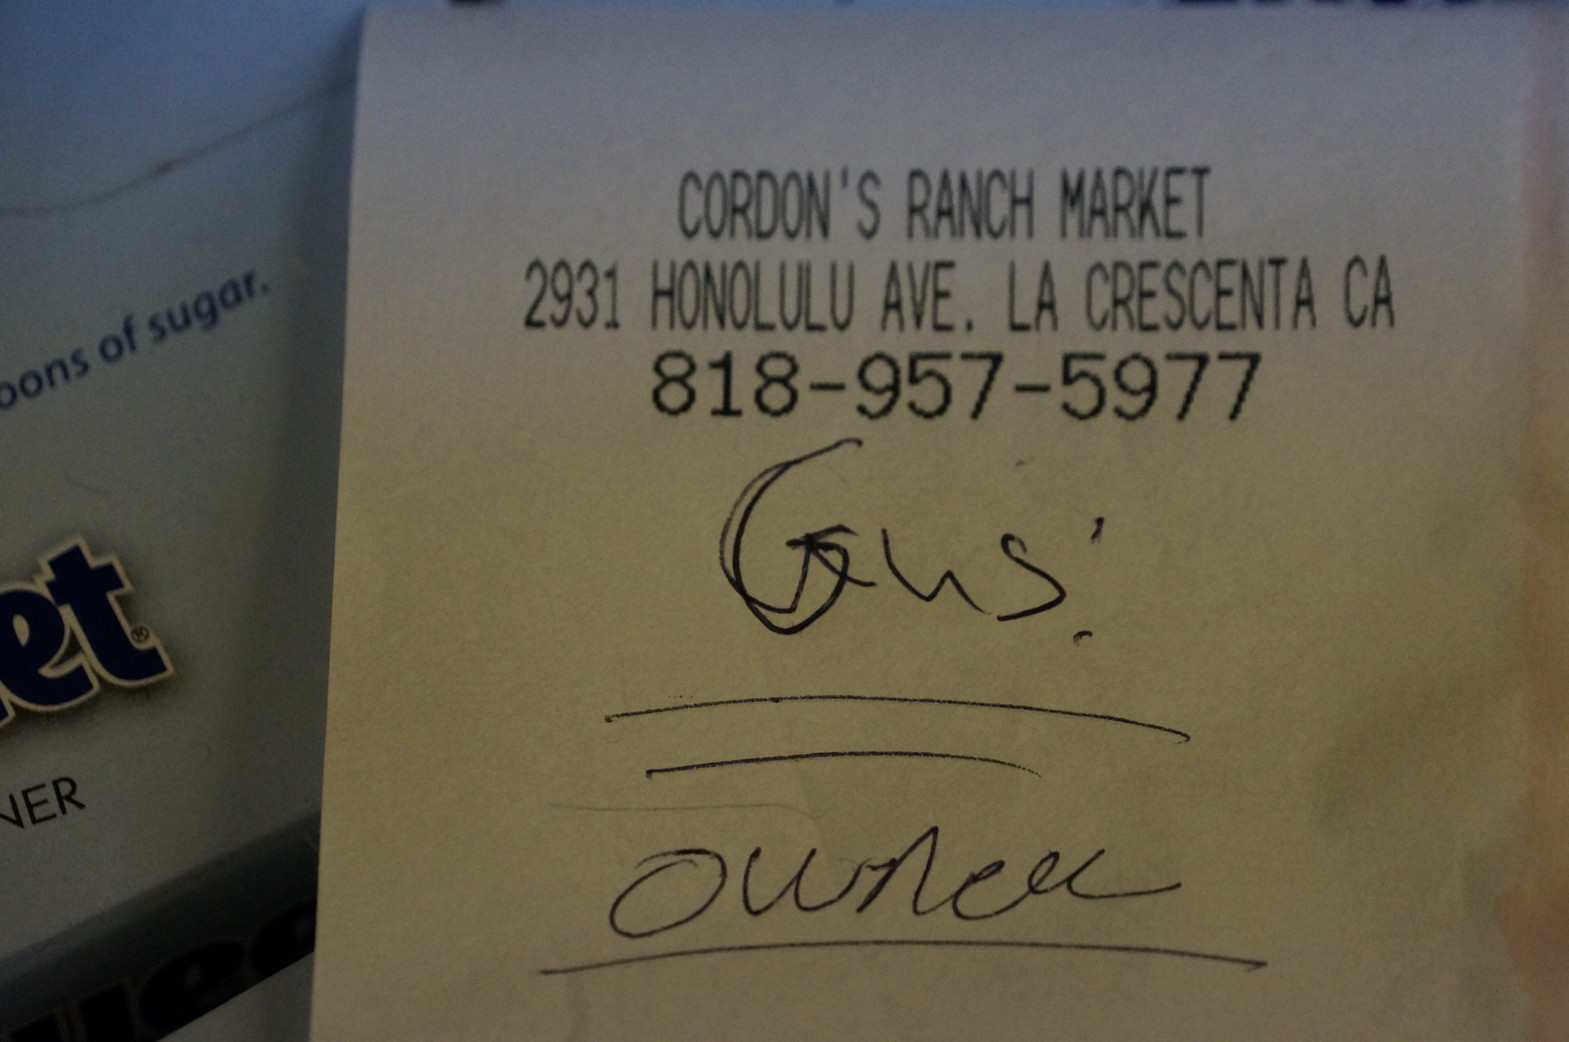 CORDON'S RANCH MARKET
2931 HONOLULU AVE. LA CRESCENTA CA
818-957-5977
Gus!
owner
oons of sugar.
et®
NER